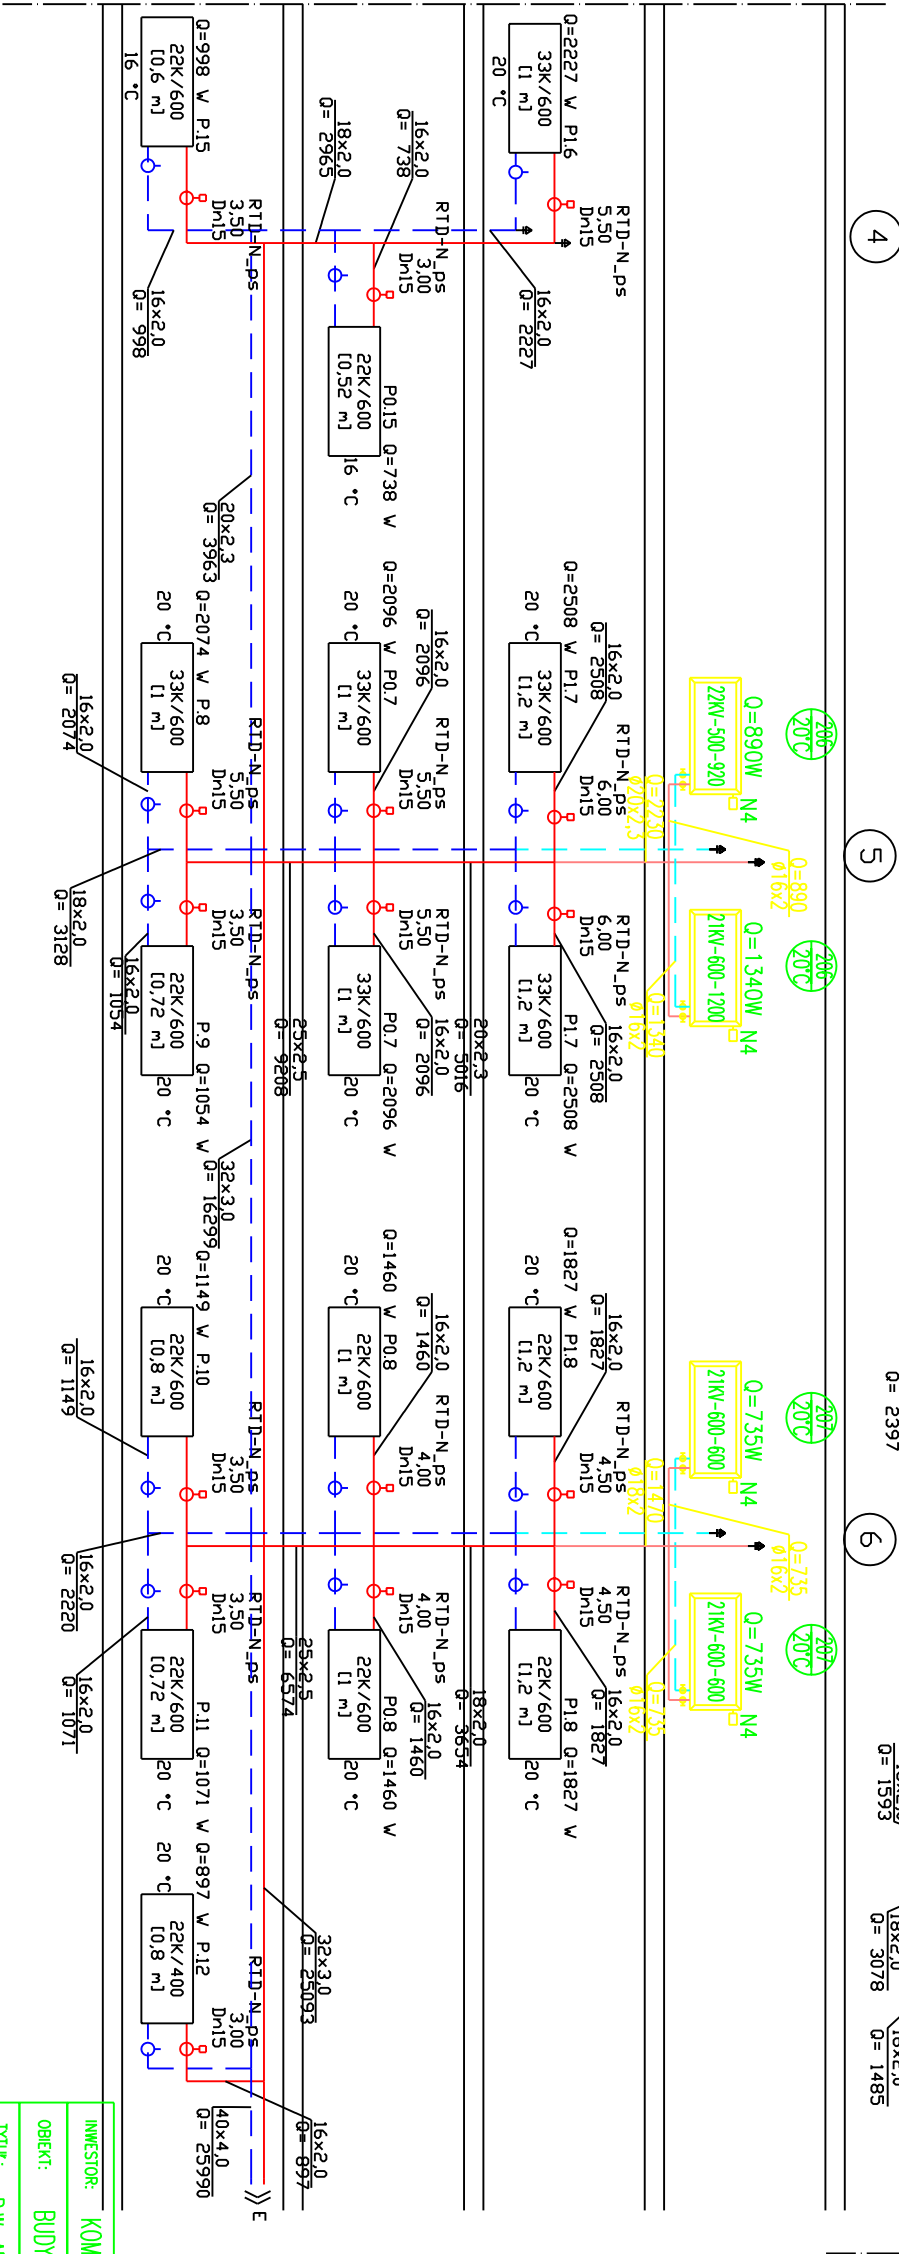 4
5
6
Q=2227 W P1.6
33K/600
[1 m]
20 °C
RTD-N_ps
5,50
Dn15
16x2,0
Q= 2227
16x2,0
Q= 738
18x2,0
Q= 2965
Q=998 W P.15
22K/600
[0,6 m]
16 °C
RTD-N_ps
3,50
Dn15
16x2,0
Q= 998
RTD-N_ps
3,00
Dn15
P0.15 Q=738 W
22K/600
[0,52 m]
16 °C
20x2,3
Q= 3963
206
20°C
Q=890W
22KV-500-920
N4
Q=2230
ø20x2,3
Q=890
ø16x2
206
20°C
Q=1340W
21KV-600-1200
N4
Q=1340
ø16x2
Q=2508 W P1.7
33K/600
[1,2 m]
20 °C
16x2,0
Q= 2508
RTD-N_ps
6,00
Dn15
RTD-N_ps
6,00
Dn15
16x2,0
Q= 2508
P1.7 Q=2508 W
33K/600
[1,2 m]
20 °C
20x2,3
Q= 5016
Q=2096 W P0.7
33K/600
[1 m]
20 °C
16x2,0
Q= 2096
RTD-N_ps
5,50
Dn15
RTD-N_ps
5,50
Dn15
16x2,0
Q= 2096
P0.7 Q=2096 W
33K/600
[1 m]
20 °C
25x2,5
Q= 9208
Q=2074 W P.8
33K/600
[1 m]
20 °C
RTD-N_ps
5,50
Dn15
16x2,0
Q= 2074
18x2,0
Q= 3128
RTD-N_ps
3,50
Dn15
16x2,0
Q= 1054
P.9 Q=1054 W
22K/600
[0,72 m]
20 °C
32x3,0
Q= 16299
Q= 2397
207
20°C
Q=735W
21KV-600-600
N4
Q=1470
ø18x2
Q=735
ø16x2
207
20°C
Q=735W
21KV-600-600
N4
Q=735
ø16x2
Q=1827 W P1.8
22K/600
[1,2 m]
20 °C
16x2,0
Q= 1827
RTD-N_ps
4,50
Dn15
RTD-N_ps
4,50
Dn15
16x2,0
Q= 1827
P1.8 Q=1827 W
22K/600
[1,2 m]
20 °C
18x2,0
Q= 3654
Q=1460 W P0.8
22K/600
[1 m]
20 °C
16x2,0
Q= 1460
RTD-N_ps
4,00
Dn15
RTD-N_ps
4,00
Dn15
16x2,0
Q= 1460
P0.8 Q=1460 W
22K/600
[1 m]
20 °C
25x2,5
Q= 6574
Q=1149 W P.10
22K/600
[0,8 m]
20 °C
RTD-N_ps
3,50
Dn15
16x2,0
Q= 1149
16x2,0
Q= 2220
RTD-N_ps
3,50
Dn15
16x2,0
Q= 1071
P.11 Q=1071 W
22K/600
[0,72 m]
20 °C
Q= 1593
18x2,0
Q= 3078
Q= 1485
Q=897 W P.12
22K/400
[0,8 m]
20 °C
32x3,0
Q= 25093
RTD-N_ps
3,00
Dn15
16x2,0
Q= 897
40x4,0
Q= 25990
E
INWESTOR: KOM
OBIEKT: BUDY